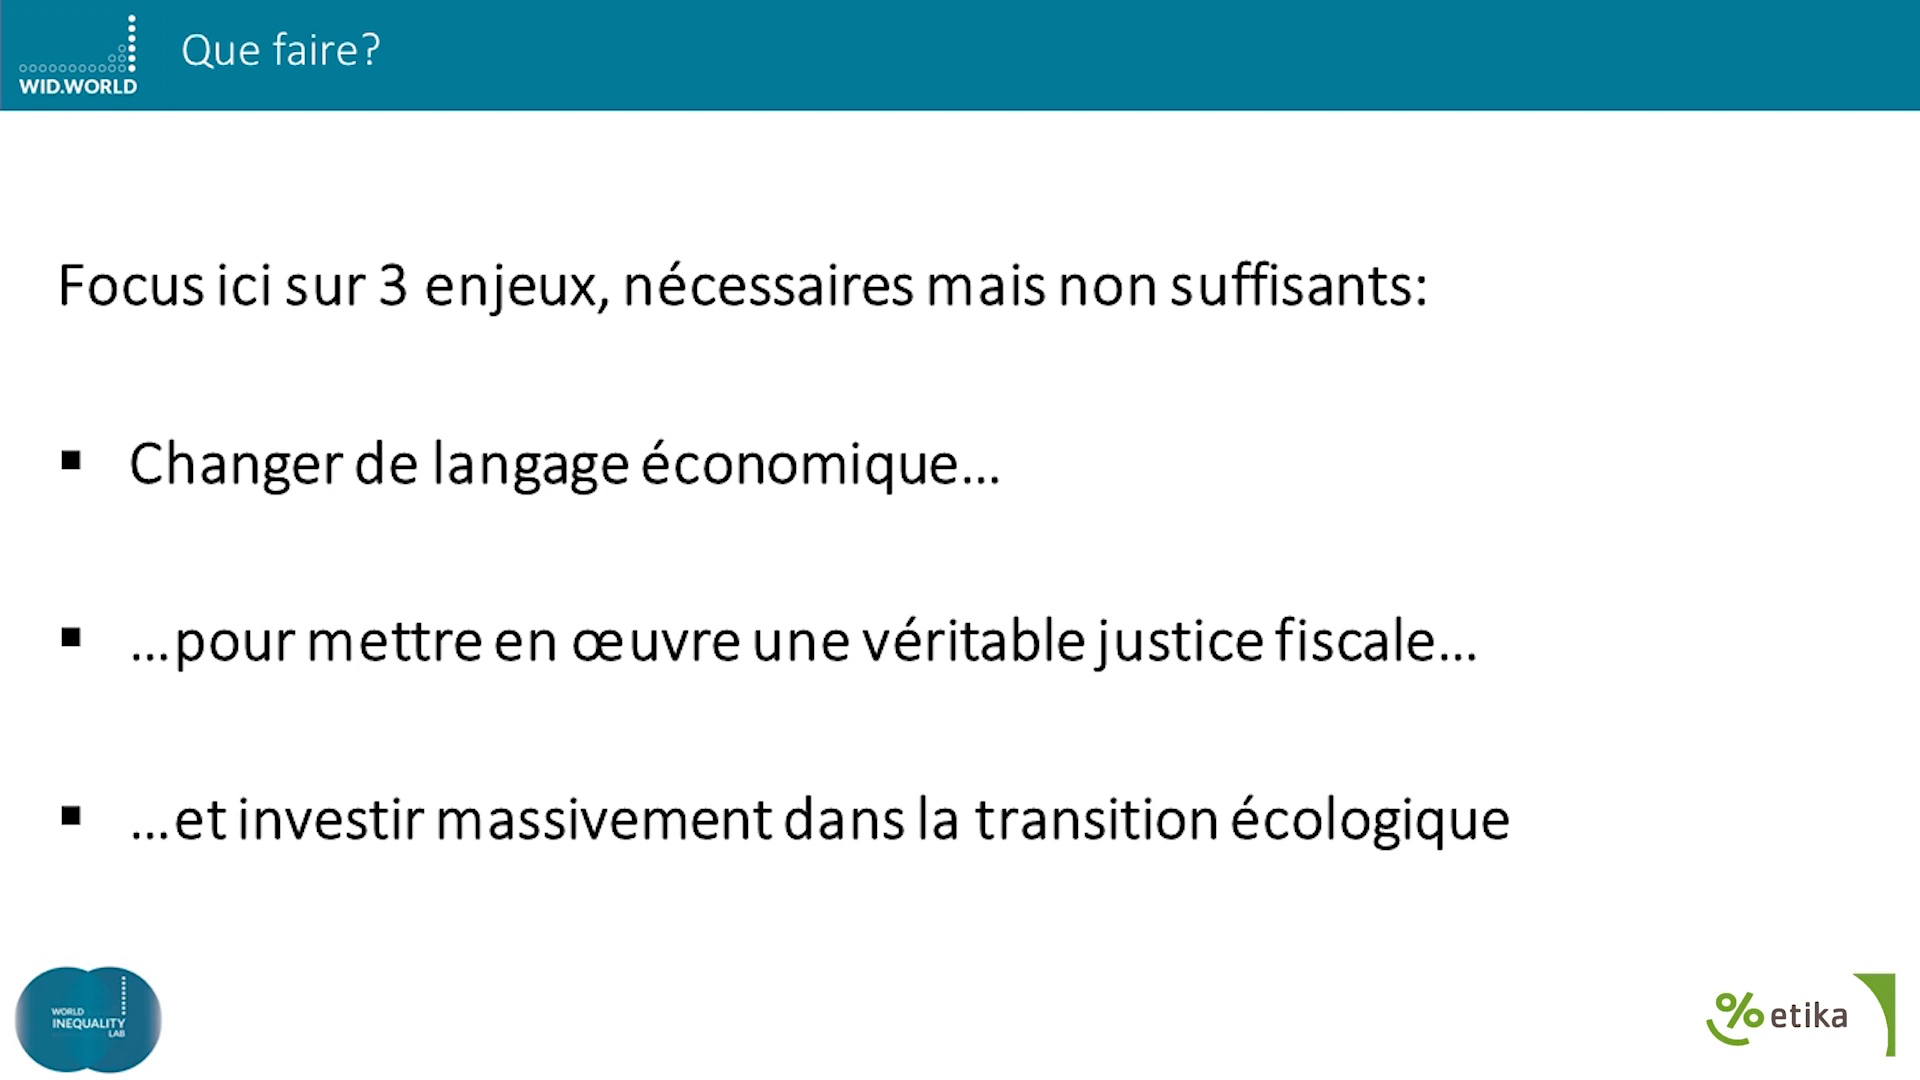 WID.WORLD
Que faire?
Focus ici sur 3 enjeux, nécessaires mais non suffisants:
▪ Changer de langage économique...
▪ ...pour mettre en œuvre une véritable justice fiscale...
▪ ...et investir massivement dans la transition écologique
WORLD
INEQUALITY
LAB
% etika